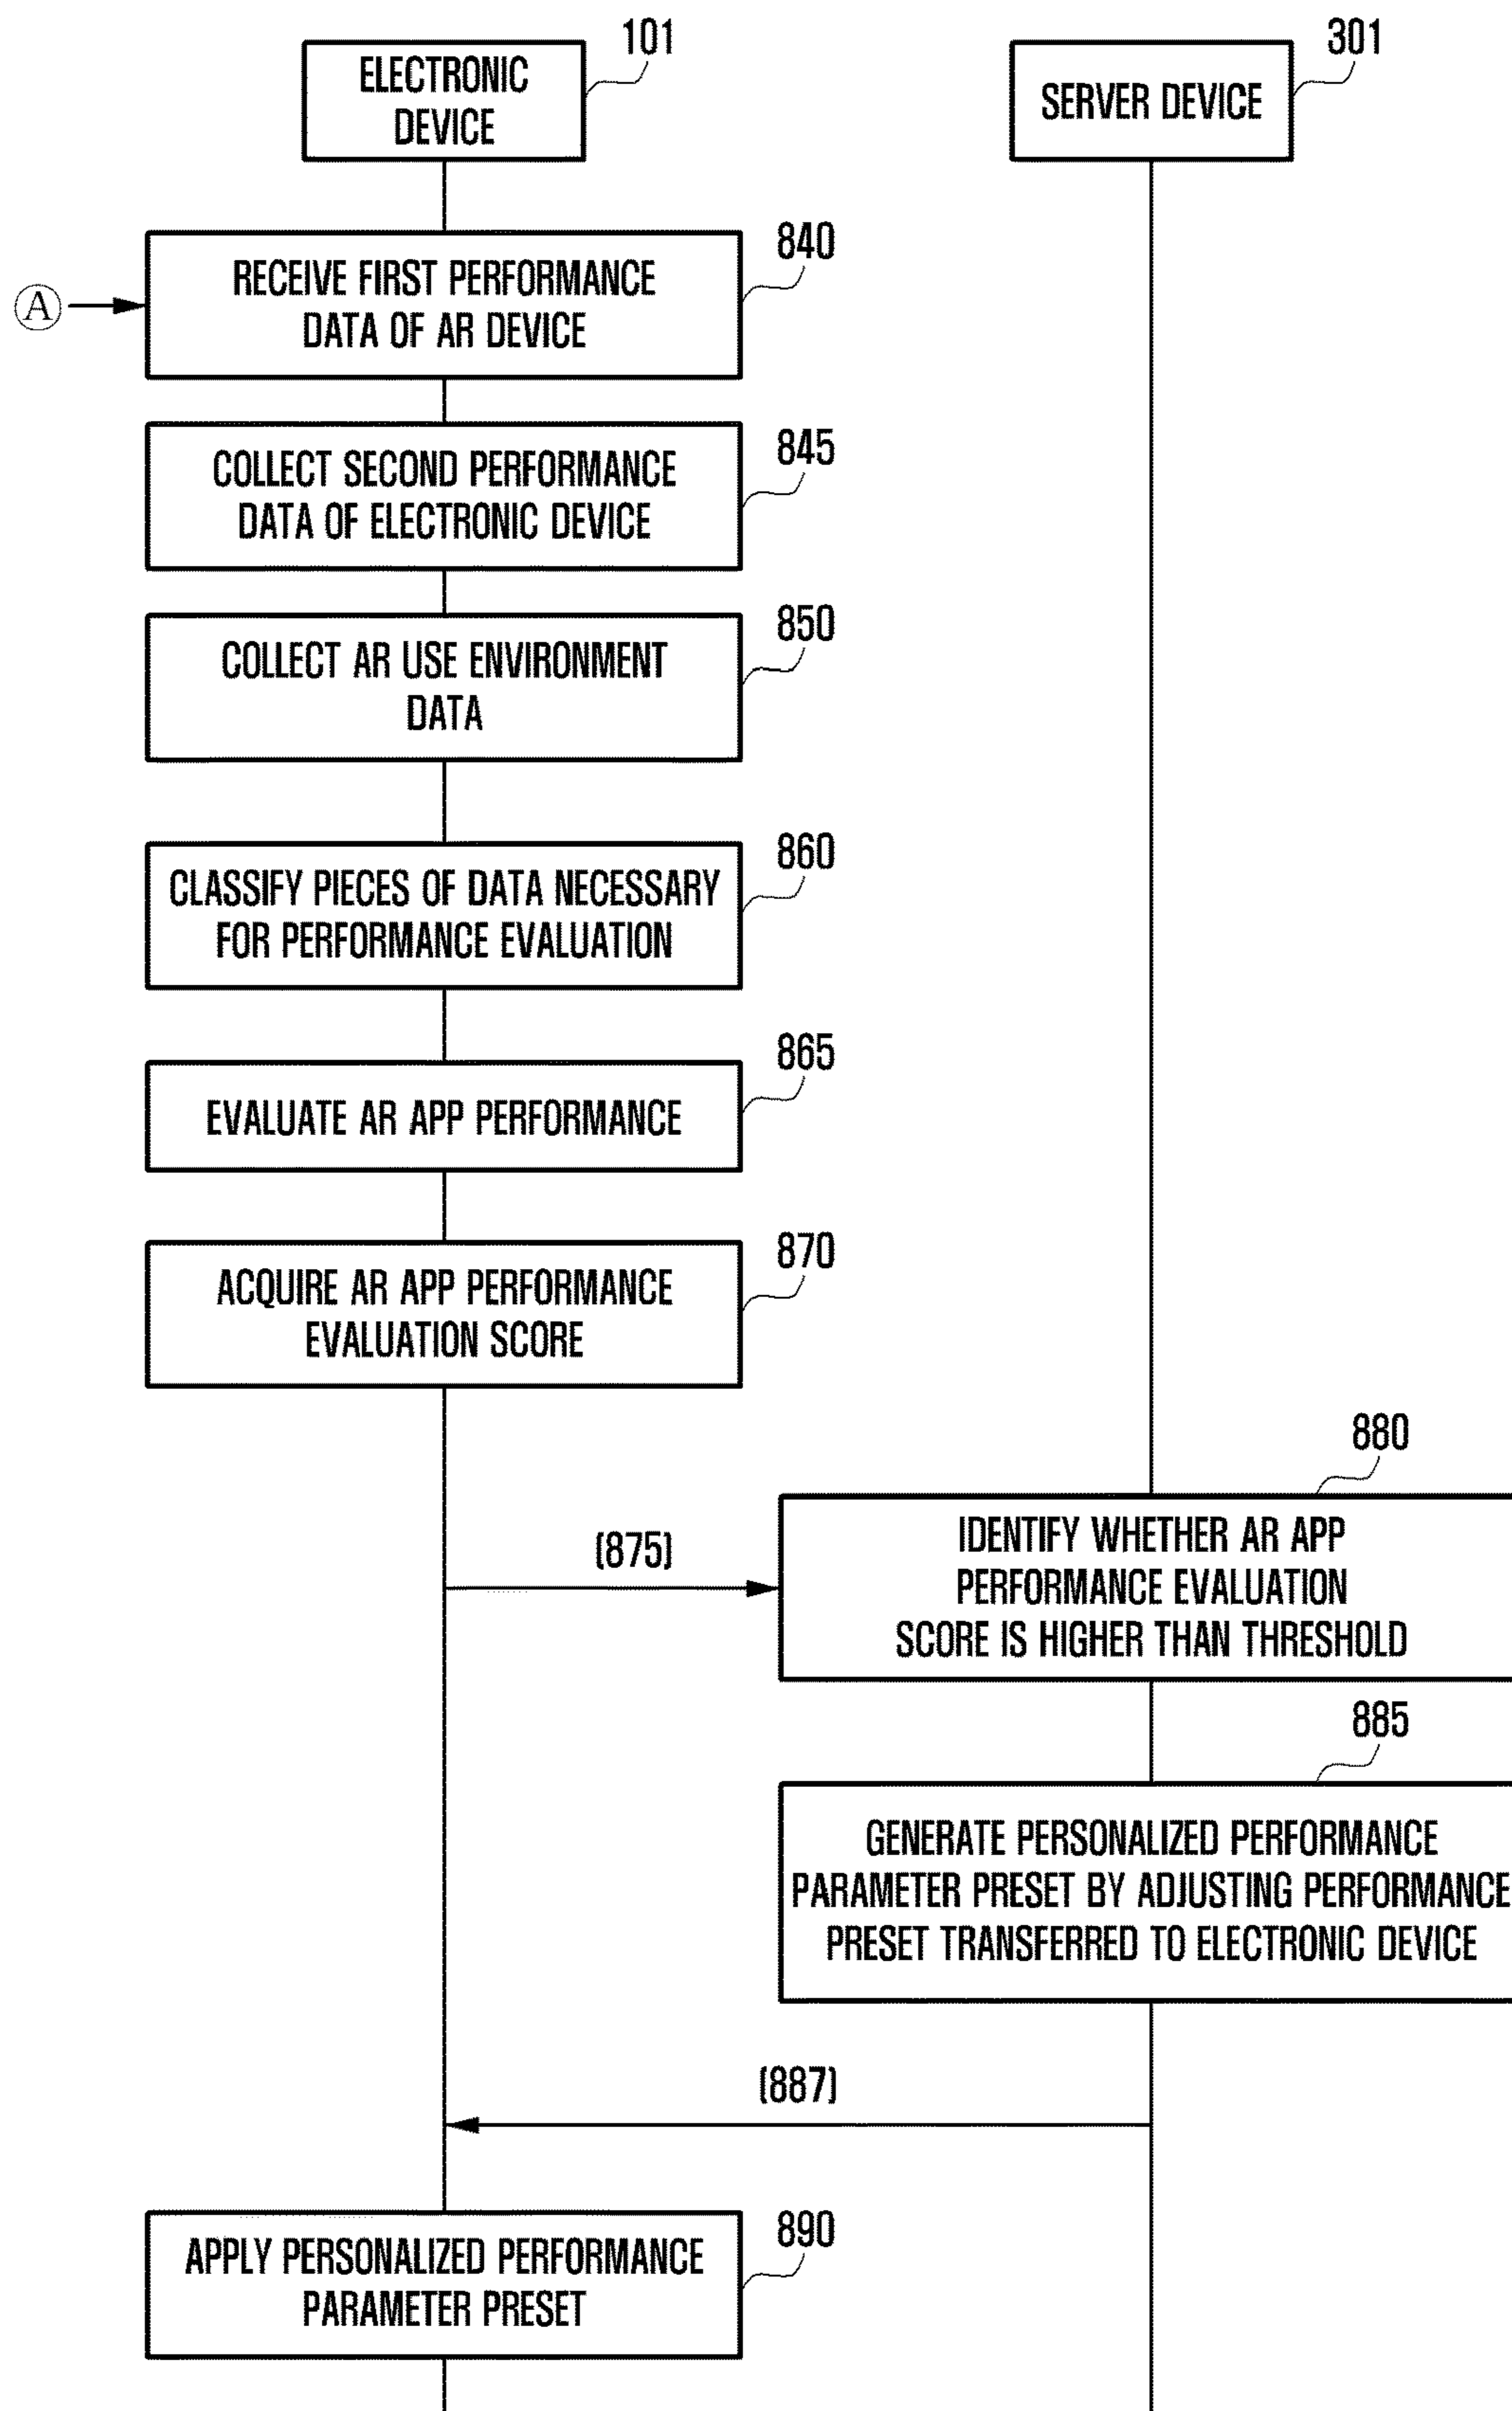 101
ELECTRONIC
DEVICE
301
SERVER DEVICE
840
A
RECEIVE FIRST PERFORMANCE
DATA OF AR DEVICE
845
COLLECT SECOND PERFORMANCE
DATA OF ELECTRONIC DEVICE
850
COLLECT AR USE ENVIRONMENT
DATA
860
CLASSIFY PIECES OF DATA NECESSARY
FOR PERFORMANCE EVALUATION
865
EVALUATE AR APP PERFORMANCE
870
ACQUIRE AR APP PERFORMANCE
EVALUATION SCORE
880
(875)
IDENTIFY WHETHER AR APP
PERFORMANCE EVALUATION
SCORE IS HIGHER THAN THRESHOLD
885
GENERATE PERSONALIZED PERFORMANCE
PARAMETER PRESET BY ADJUSTING PERFORMANCE
PRESET TRANSFERRED TO ELECTRONIC DEVICE
(887)
890
APPLY PERSONALIZED PERFORMANCE
PARAMETER PRESET